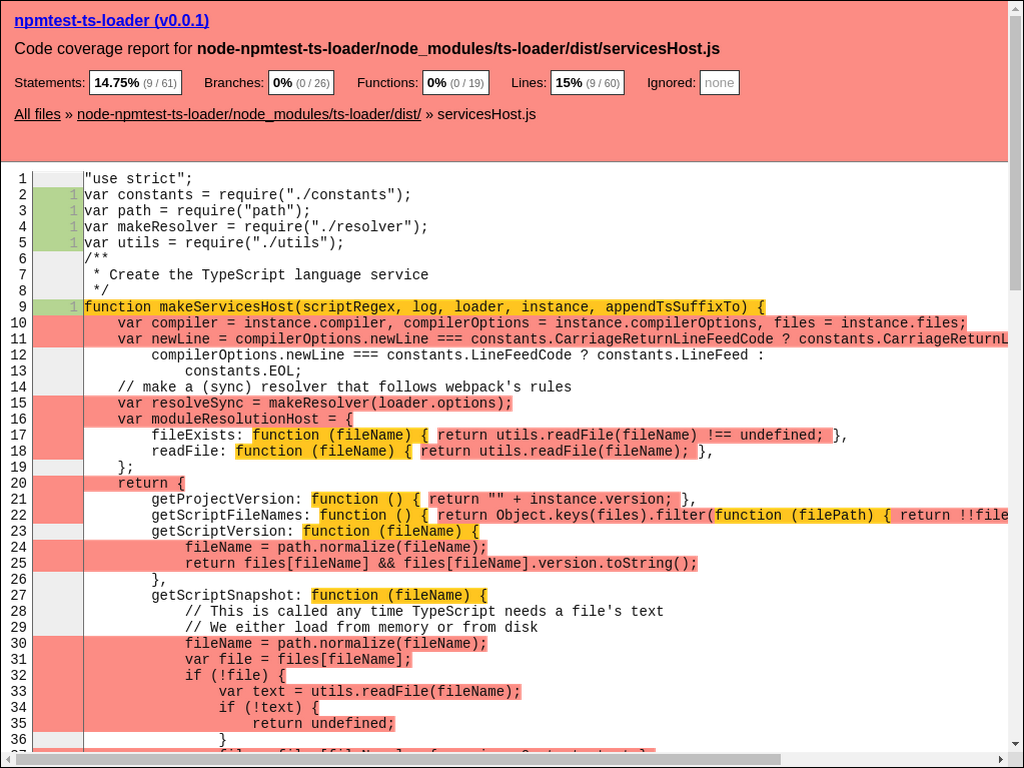 npmtest-ts-loader (v0.0.1)
Code coverage report for node-npmtest-ts-loader/node_modules/ts-loader/dist/servicesHost.js
Statements: 14.75% (9 / 61) Branches: 0% (0 / 26) Functions: 0% (0 / 19) Lines: 15% (9 / 60) Ignored: none
All files » node-npmtest-ts-loader/node_modules/ts-loader/dist/ » servicesHost.js
1 "use strict";
2 1 var constants = require("./constants");
3 1 var path = require("path");
4 1 var makeResolver = require("./resolver");
5 1 var utils = require("./utils");
6 /**
7  * Create the TypeScript language service
8  */
9 1 function makeServicesHost(scriptRegex, log, loader, instance, appendTsSuffixTo) {
10     var compiler = instance.compiler, compilerOptions = instance.compilerOptions, files = instance.files;
11     var newLine = compilerOptions.newLine === constants.CarriageReturnLineFeedCode ? constants.CarriageReturnL
12         compilerOptions.newLine === constants.LineFeedCode ? constants.LineFeed :
13             constants.EOL;
14     // make a (sync) resolver that follows webpack's rules
15     var resolveSync = makeResolver(loader.options);
16     var moduleResolutionHost = {
17         fileExists: function (fileName) { return utils.readFile(fileName) !== undefined; },
18         readFile: function (fileName) { return utils.readFile(fileName); },
19     };
20     return {
21         getProjectVersion: function () { return "" + instance.version; },
22         getScriptFileNames: function () { return Object.keys(files).filter(function (filePath) { return !!file
23         getScriptVersion: function (fileName) {
24             fileName = path.normalize(fileName);
25             return files[fileName] && files[fileName].version.toString();
26         },
27         getScriptSnapshot: function (fileName) {
28             // This is called any time TypeScript needs a file's text
29             // We either load from memory or from disk
30             fileName = path.normalize(fileName);
31             var file = files[fileName];
32             if (!file) {
33                 var text = utils.readFile(fileName);
34                 if (!text) {
35                     return undefined;
36                 }